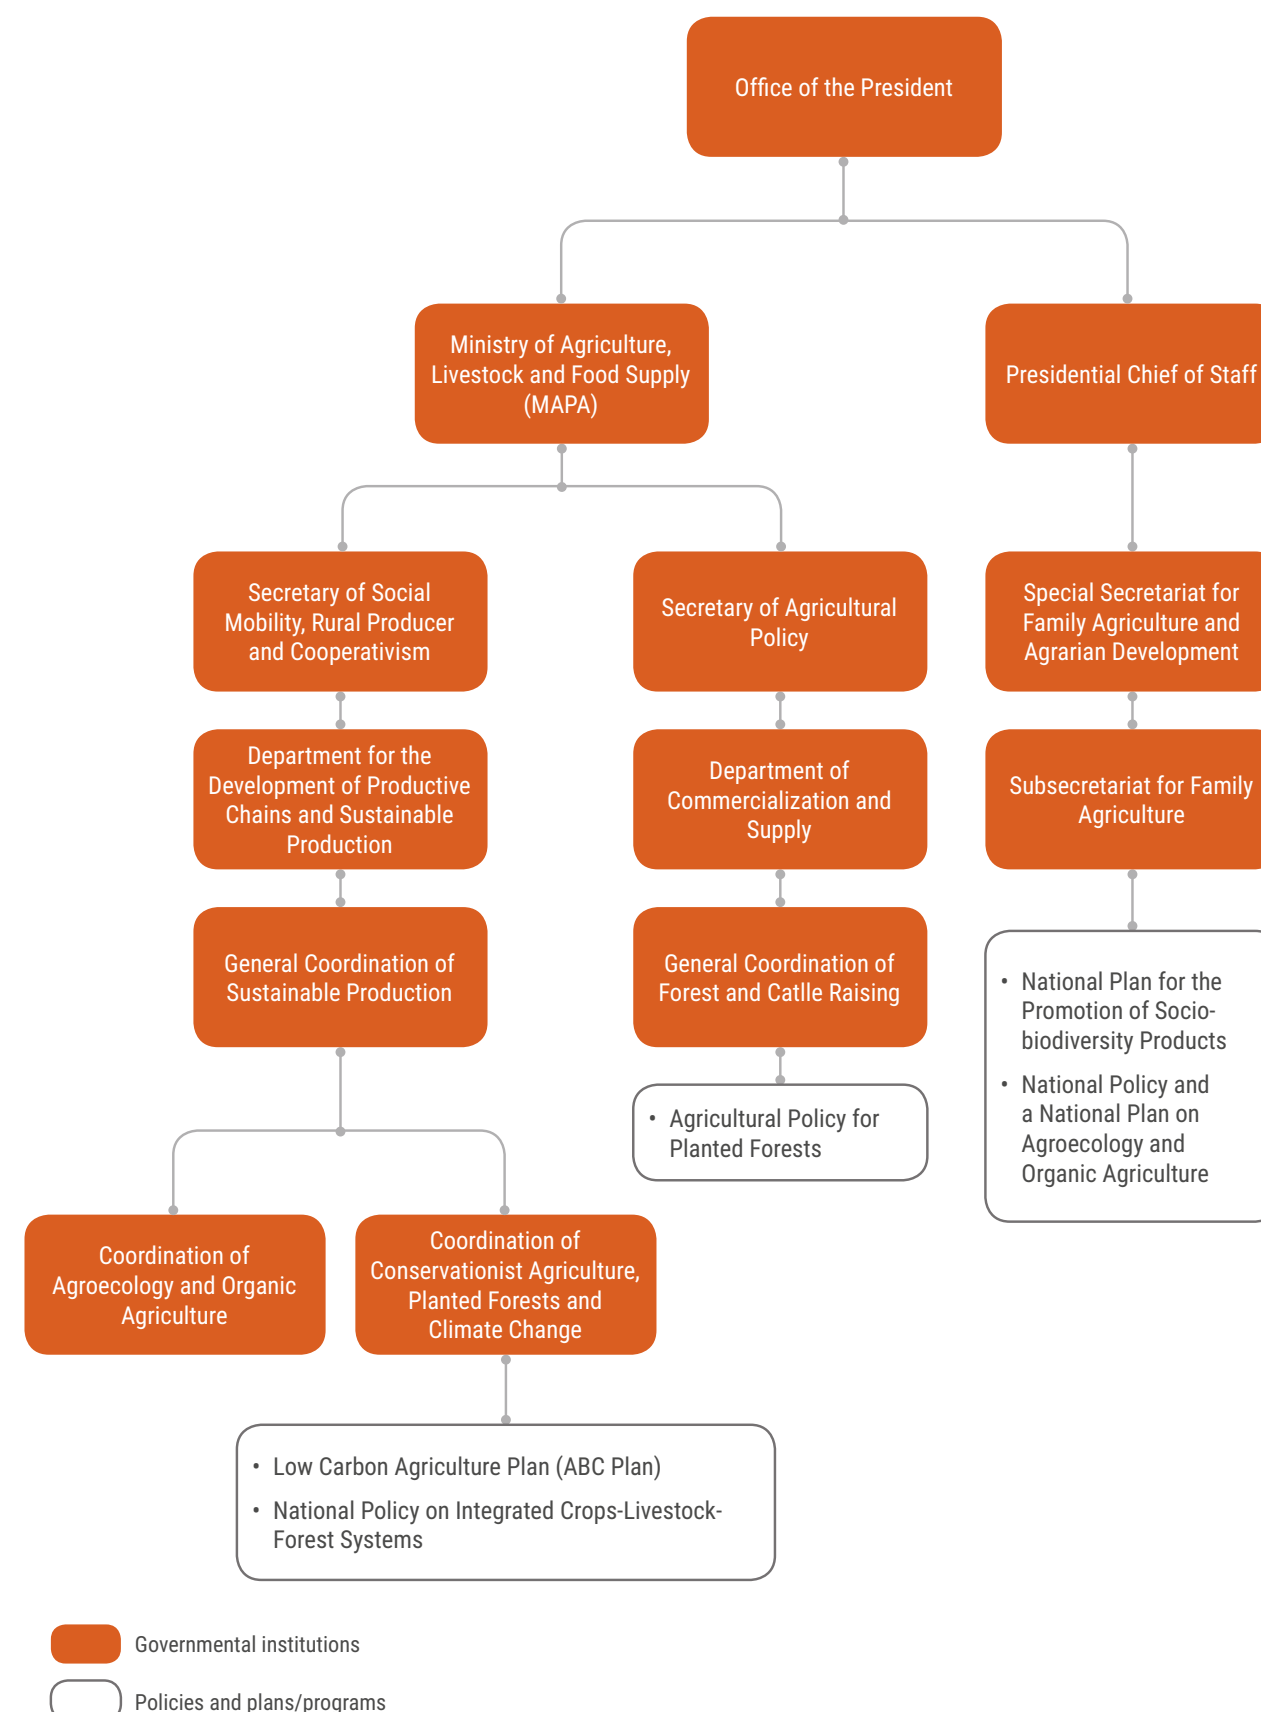 Office of the President
Ministry of Agriculture,
Livestock and Food Supply
(MAPA)
Presidential Chief of Staff
Secretary of Social
Mobility, Rural Producer
and Cooperativism
Secretary of Agricultural
Policy
Special Secretariat for
Family Agriculture and
Agrarian Development
Department for the
Development of Productive
Chains and Sustainable
Production
Department of
Commercialization and
Supply
Subsecretariat for Family
Agriculture
General Coordination of
Sustainable Production
General Coordination of
Forest and Catlle Raising
• National Plan for the
Promotion of Socio-
biodiversity Products
• National Policy and
a National Plan on
Agroecology and
Organic Agriculture
• Agricultural Policy for
Planted Forests
Coordination of
Agroecology and Organic
Agriculture
Coordination of
Conservationist Agriculture,
Planted Forests and
Climate Change
• Low Carbon Agriculture Plan (ABC Plan)
• National Policy on Integrated Crops-Livestock-
Forest Systems
Governmental institutions
Policies and plans/programs